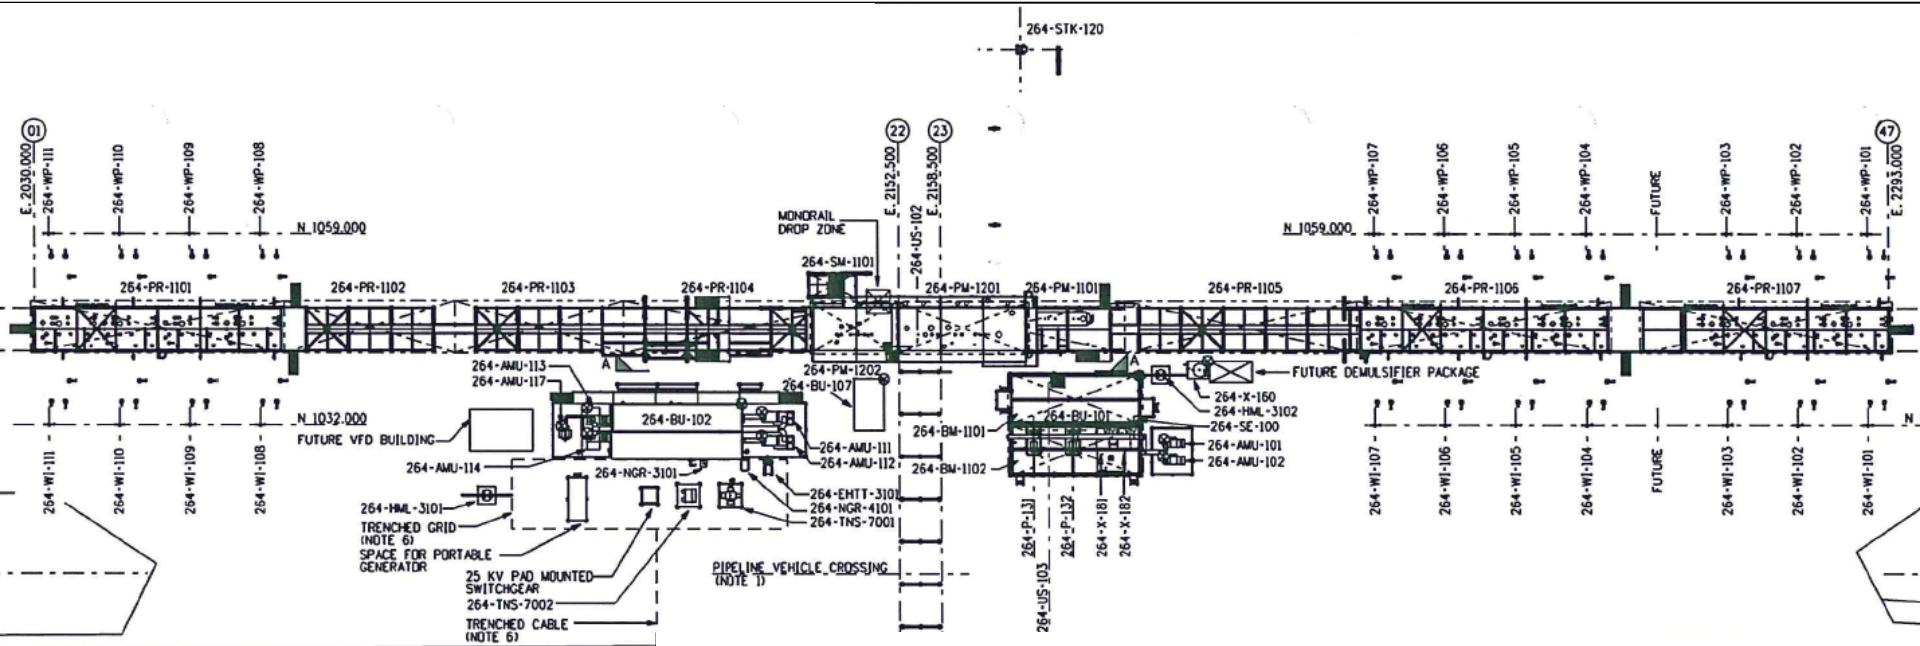 264-STK-120
01
22
23
47
E. 2030.000
264-WP-111
264-WP-110
264-WP-109
264-WP-108
E. 2152.500
264-US-102
E. 2158.500
264-WP-107
264-WP-106
264-WP-105
264-WP-104
FUTURE
264-WP-103
264-WP-102
264-WP-101
E. 2293.000
N 1059.000
MONORAIL
DROP ZONE
N 1059.000
264-SM-1101
264-PR-1101
264-PR-1102
264-PR-1103
264-PR-1104
264-PM-1201
264-PM-1101
264-PR-1105
264-PR-1106
264-PR-1107
A
A
264-AMU-113
264-AMU-117
264-PM-1202
264-BU-107
FUTURE DEMULSIFIER PACKAGE
264-X-160
264-HML-3102
264-SE-100
N 1032.000
264-BU-102
264-BU-101
264-BM-1101
N
FUTURE VFD BUILDING
264-AMU-111
264-AMU-112
264-AMU-101
264-AMU-102
264-AMU-114
264-NGR-3101
264-BM-1102
264-WI-111
264-WI-110
264-WI-109
264-WI-108
264-HML-3101
264-EHTT-3101
264-NGR-4101
264-TNS-7001
264-P-131
264-P-132
264-X-181
264-X-182
264-WI-107
264-WI-106
264-WI-105
264-WI-104
FUTURE
264-WI-103
264-WI-102
264-WI-101
TRENCHED GRID
(NOTE 6)
SPACE FOR PORTABLE
GENERATOR
25 KV PAD MOUNTED
SWITCHGEAR
264-TNS-7002
TRENCHED CABLE
(NOTE 6)
PIPELINE VEHICLE CROSSING
(NOTE 1)
264-US-103